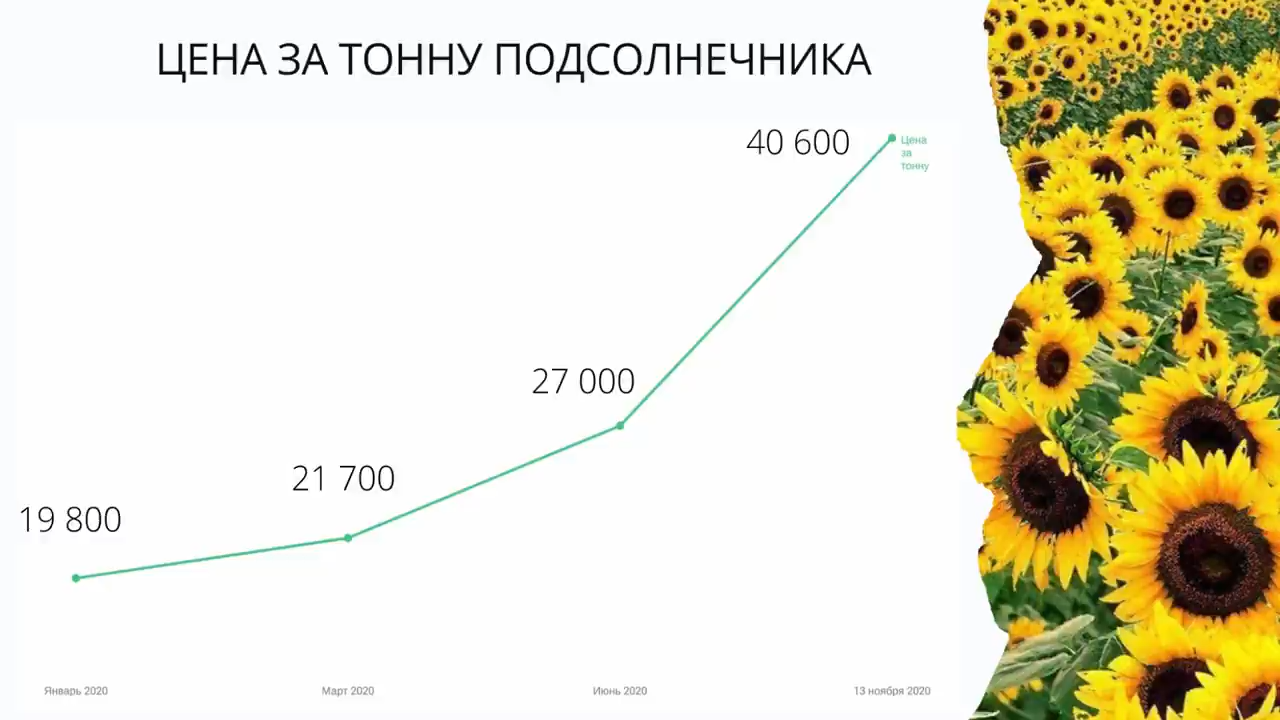 ЦЕНА ЗА ТОННУ ПОДСОЛНЕЧНИКА
40 600
Цена
за
тонну
27 000
21 700
19 800
Январь 2020
Март 2020
Июнь 2020
13 ноября 2020